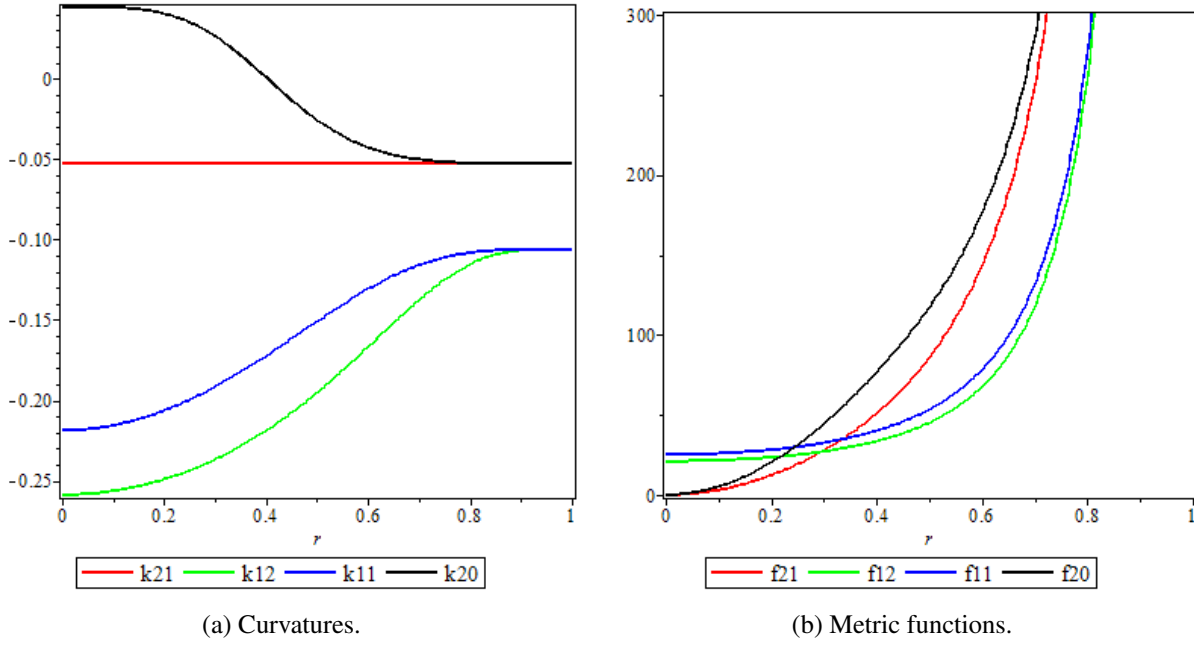 0
-0.05
-0.10
-0.15
-0.20
-0.25
0 0.2 0.4 0.6 0.8 1
r
k21 k12 k11 k20
(a) Curvatures.
300
200
100
0
0 0.2 0.4 0.6 0.8 1
r
f21 f12 f11 f20
(b) Metric functions.